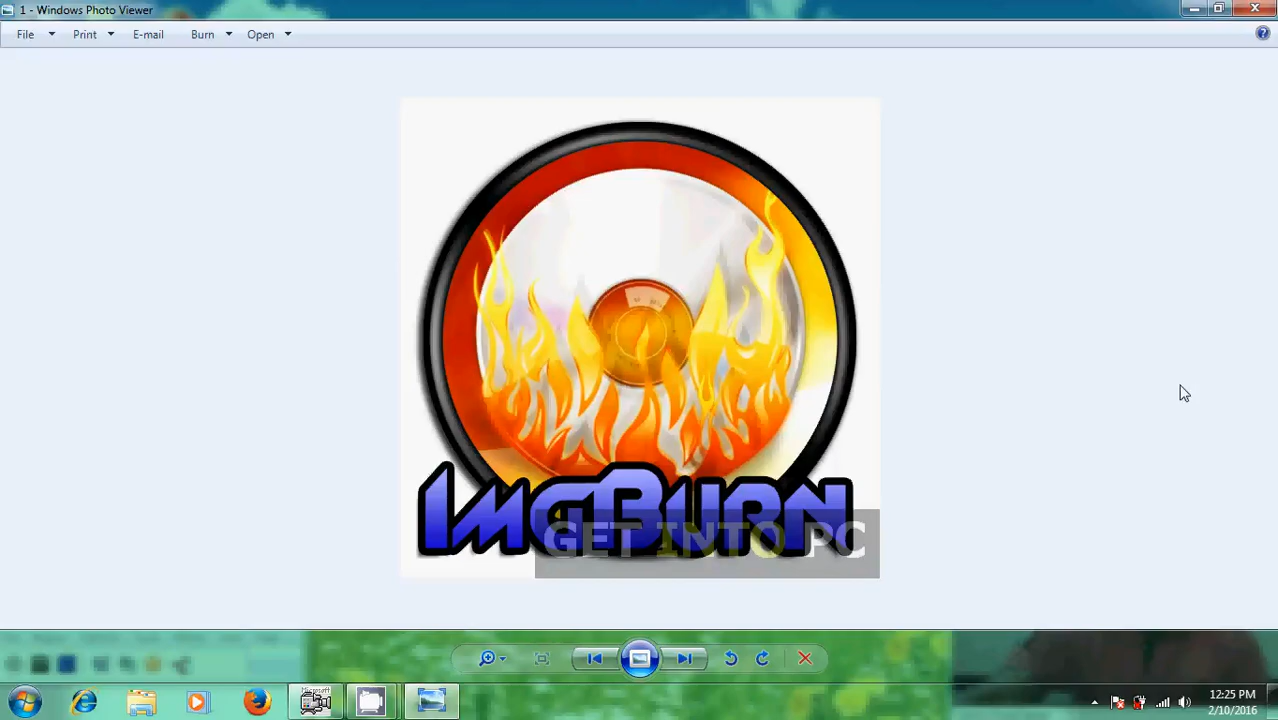 1 - Windows Photo Viewer
File Print E-mail Burn Open
ImgBurn
GET INTO PC
12:25 PM
2/10/2016